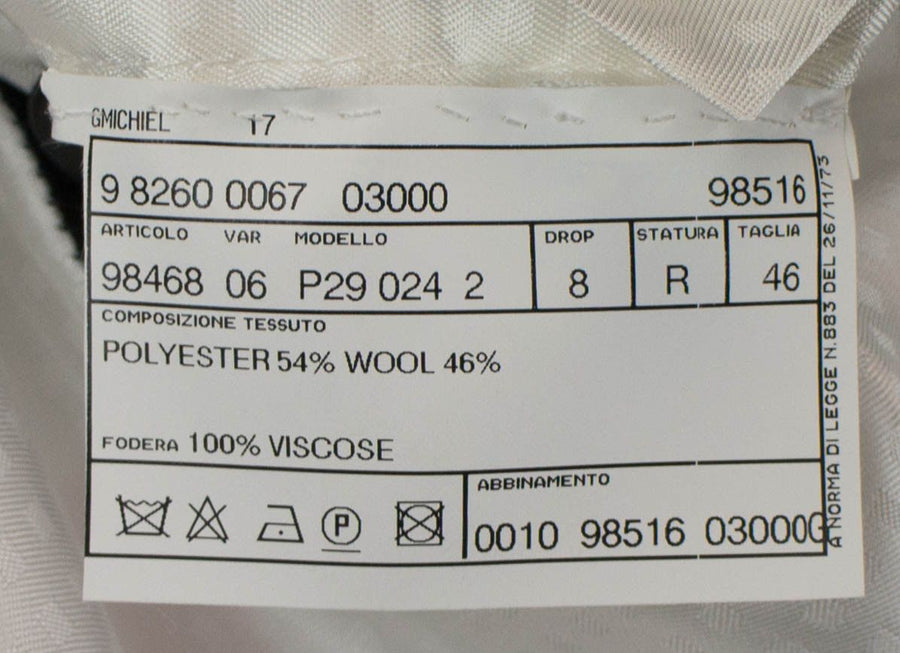 GMICHIEL 17
9 8260 0067 03000 98516
ARTICOLO VAR MODELLO DROP STATURA TAGLIA
98468 06 P29 024 2 8 R 46
COMPOSIZIONE TESSUTO
POLYESTER 54% WOOL 46%
FODERA 100% VISCOSE
P
ABBINAMENTO
0010 98516 03000G
A NORMA DI LEGGE N.883 DEL 26/11/73